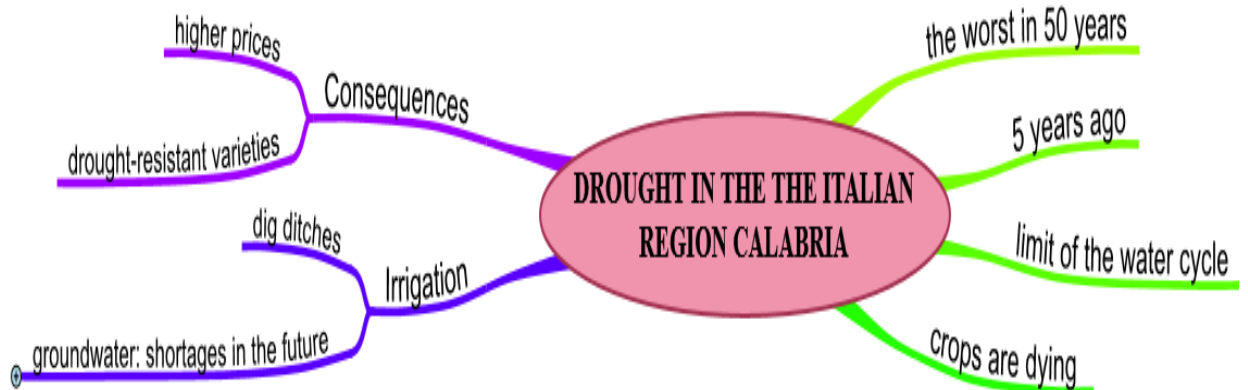 DROUGHT IN THE THE ITALIAN
REGION CALABRIA
the worst in 50 years
5 years ago
limit of the water cycle
crops are dying
Consequences
higher prices
drought-resistant varieties
Irrigation
dig ditches
groundwater: shortages in the future